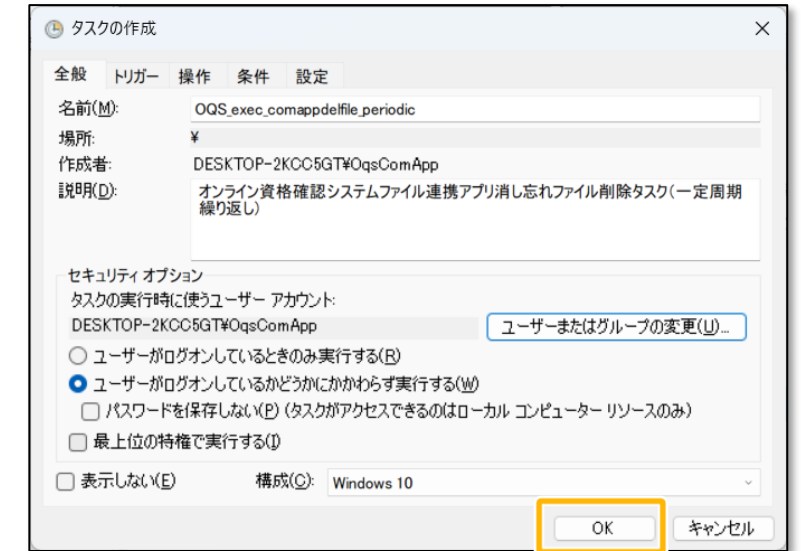 タスクの作成
全般 トリガー 操作 条件 設定
名前(M): OQS_exec_comappdelfile_periodic
場所: ¥
作成者: DESKTOP-2KCC5GT¥OqsComApp
説明(D): オンライン資格確認システムファイル連携アプリ消し忘れファイル削除タスク(一定周期
繰り返し)
セキュリティ オプション
タスクの実行時に使うユーザー アカウント:
DESKTOP-2KCC5GT¥OqsComApp ユーザーまたはグループの変更(U)...
ユーザーがログオンしているときのみ実行する(R)
ユーザーがログオンしているかどうかにかかわらず実行する(W)
パスワードを保存しない(P) (タスクがアクセスできるのはローカル コンピューター リソースのみ)
最上位の特権で実行する(I)
表示しない(E) 構成(C): Windows 10
OK キャンセル